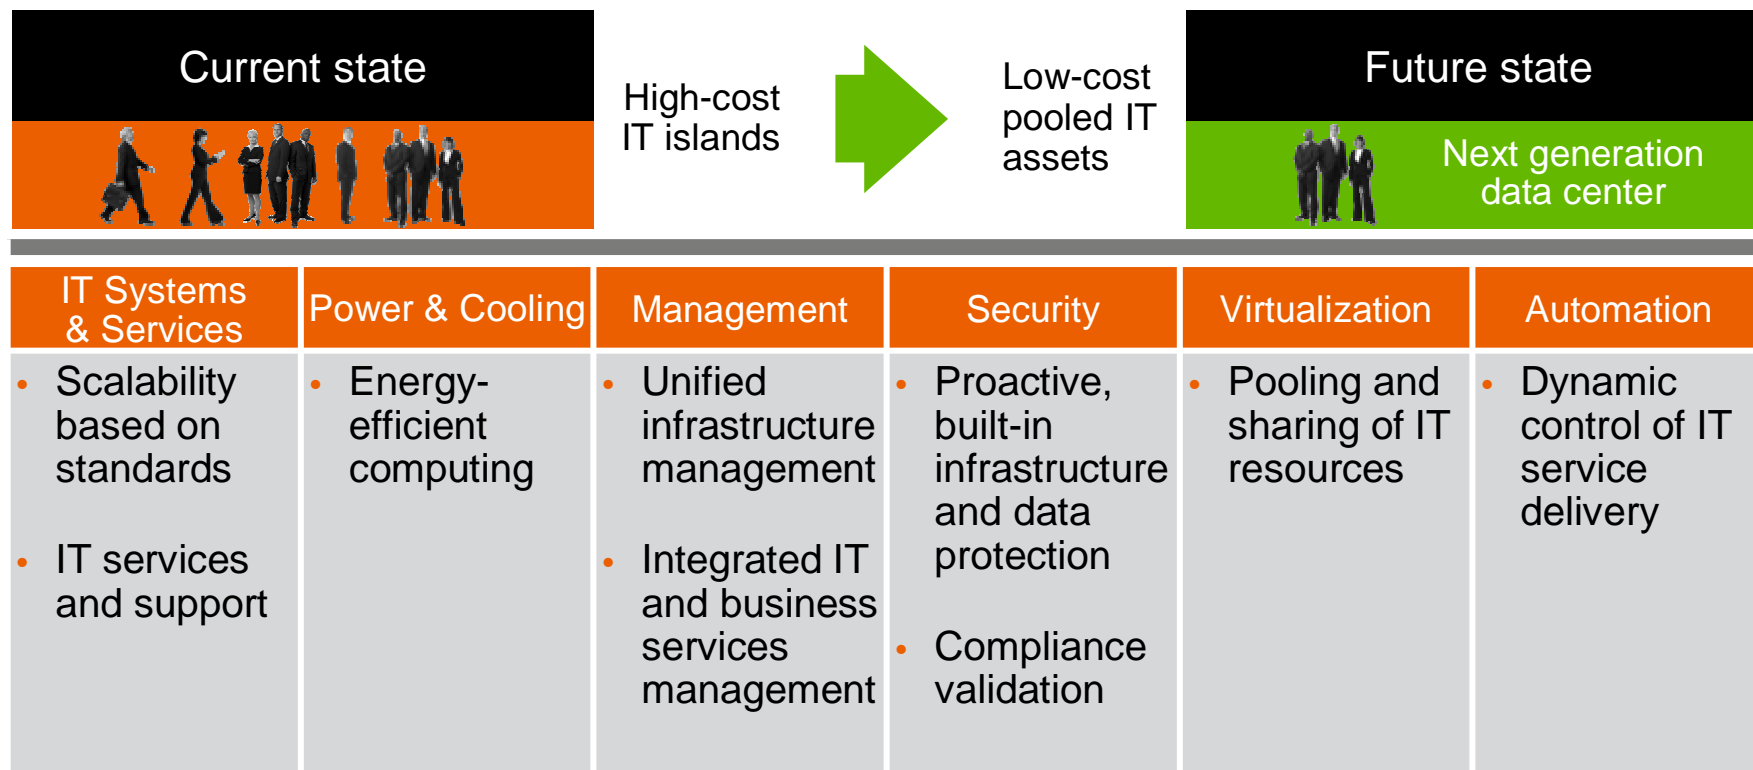 Current state
High-cost
IT islands
Low-cost
pooled IT
assets
Future state
Next generation
data center
IT Systems
& Services
Power & Cooling
Management
Security
Virtualization
Automation
• Scalability
based on
standards
• IT services
and support
• Energy-
efficient
computing
• Unified
infrastructure
management
• Integrated IT
and business
services
management
• Proactive,
built-in
infrastructure
and data
protection
• Compliance
validation
• Pooling and
sharing of IT
resources
• Dynamic
control of IT
service
delivery